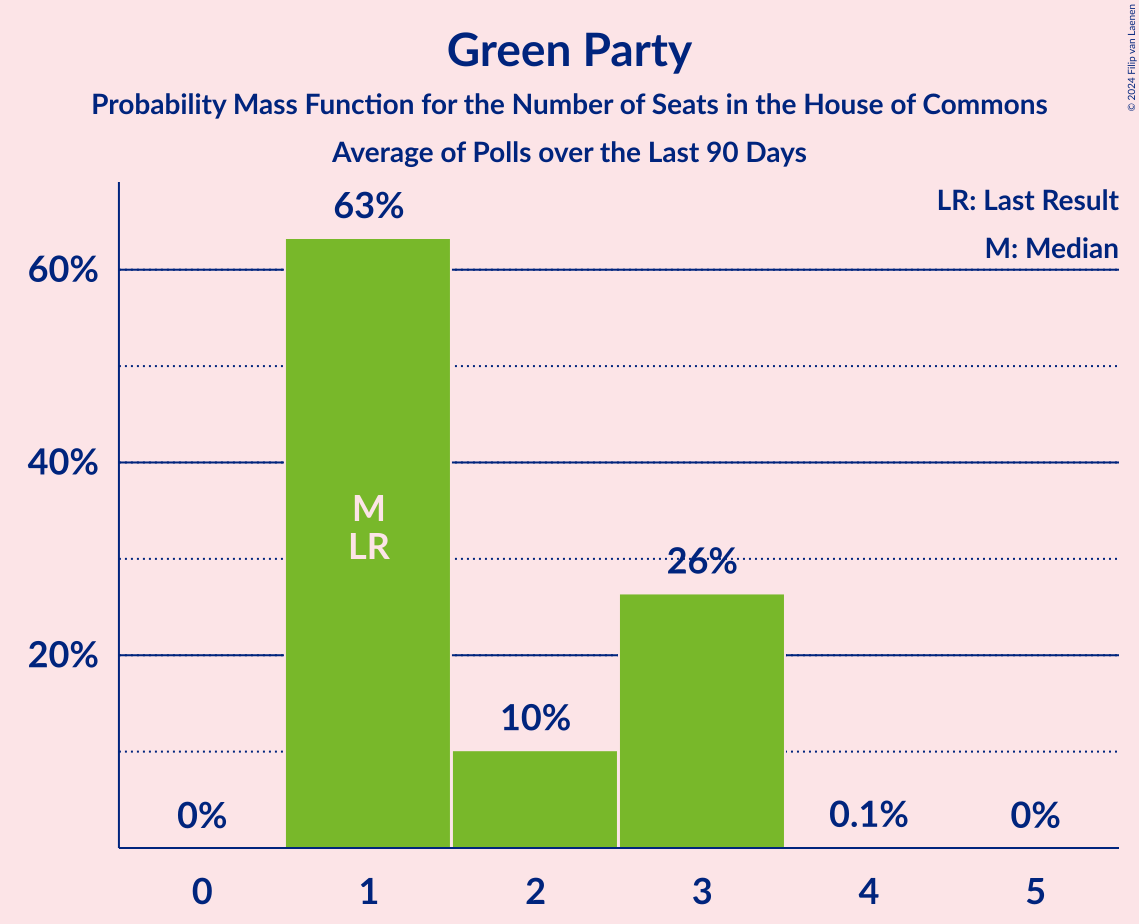 Green Party
Probability Mass Function for the Number of Seats in the House of Commons
Average of Polls over the Last 90 Days
© 2024 Filip van Laenen
LR: Last Result
M: Median
60%
40%
20%
0%
63%
M
LR
10%
26%
0.1%
0%
0 1 2 3 4 5